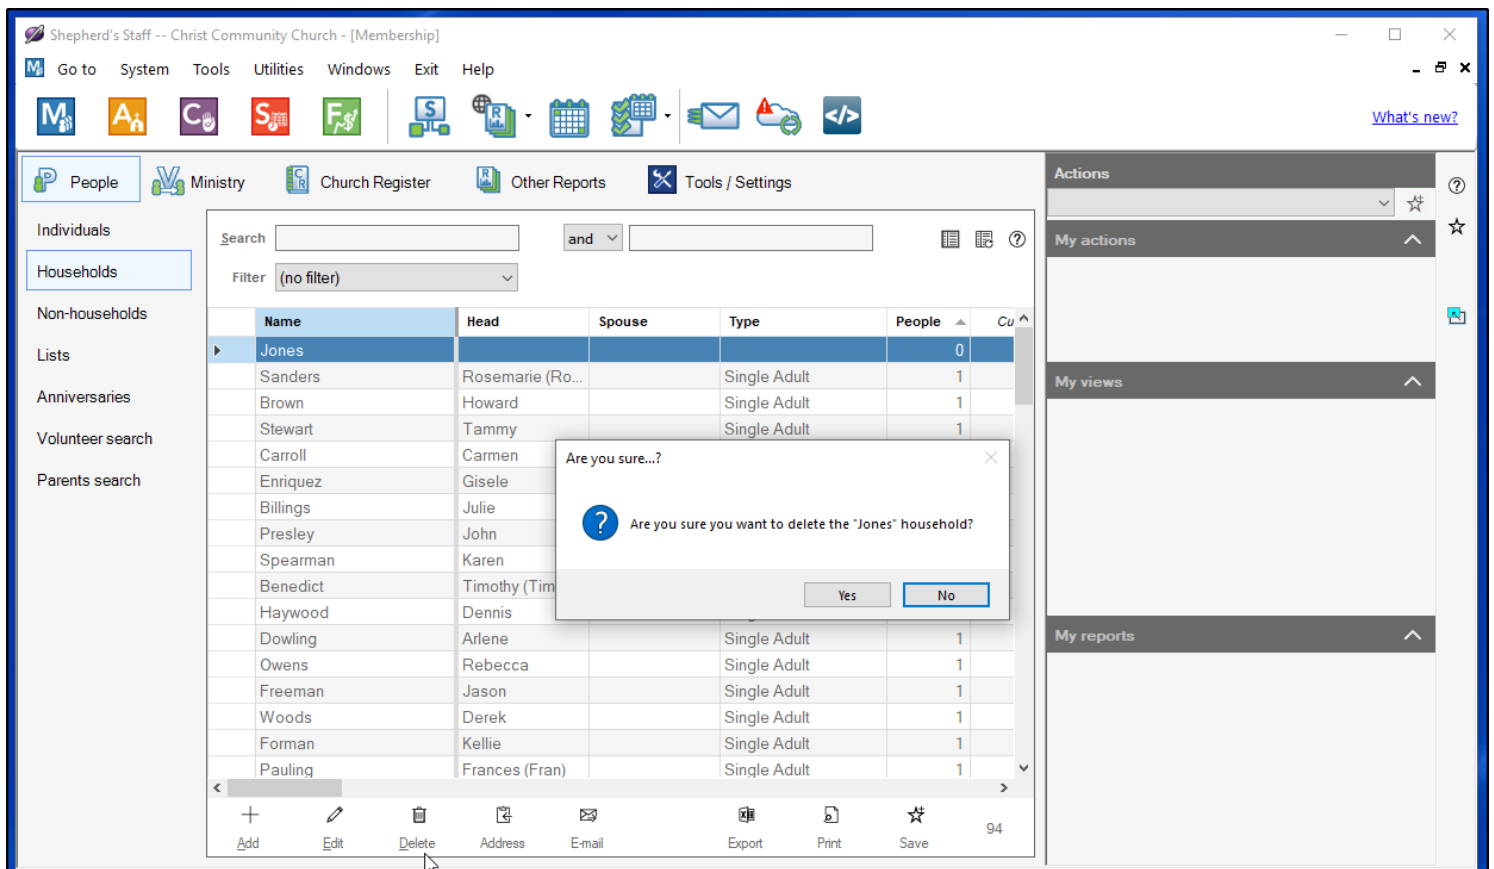 Shepherd's Staff -- Christ Community Church - [Membership]
Go to System Tools Utilities Windows Exit Help
What's new?
People Ministry Church Register Other Reports Tools / Settings
Individuals
Households
Non-households
Lists
Anniversaries
Volunteer search
Parents search
Search and
Filter (no filter)
Name Head Spouse Type People Cu
Jones 0
Sanders Rosemarie (Ro... Single Adult 1
Brown Howard Single Adult 1
Stewart Tammy Single Adult 1
Carroll Carmen
Enriquez Gisele
Billings Julie
Presley John
Spearman Karen
Benedict Timothy (Tim
Haywood Dennis
Dowling Arlene Single Adult 1
Owens Rebecca Single Adult 1
Freeman Jason Single Adult 1
Woods Derek Single Adult 1
Forman Kellie Single Adult 1
Pauling Frances (Fran) Single Adult 1
Are you sure...?
Are you sure you want to delete the "Jones" household?
Yes No
Add Edit Delete Address E-mail Export Print Save 94
Actions
My actions
My views
My reports